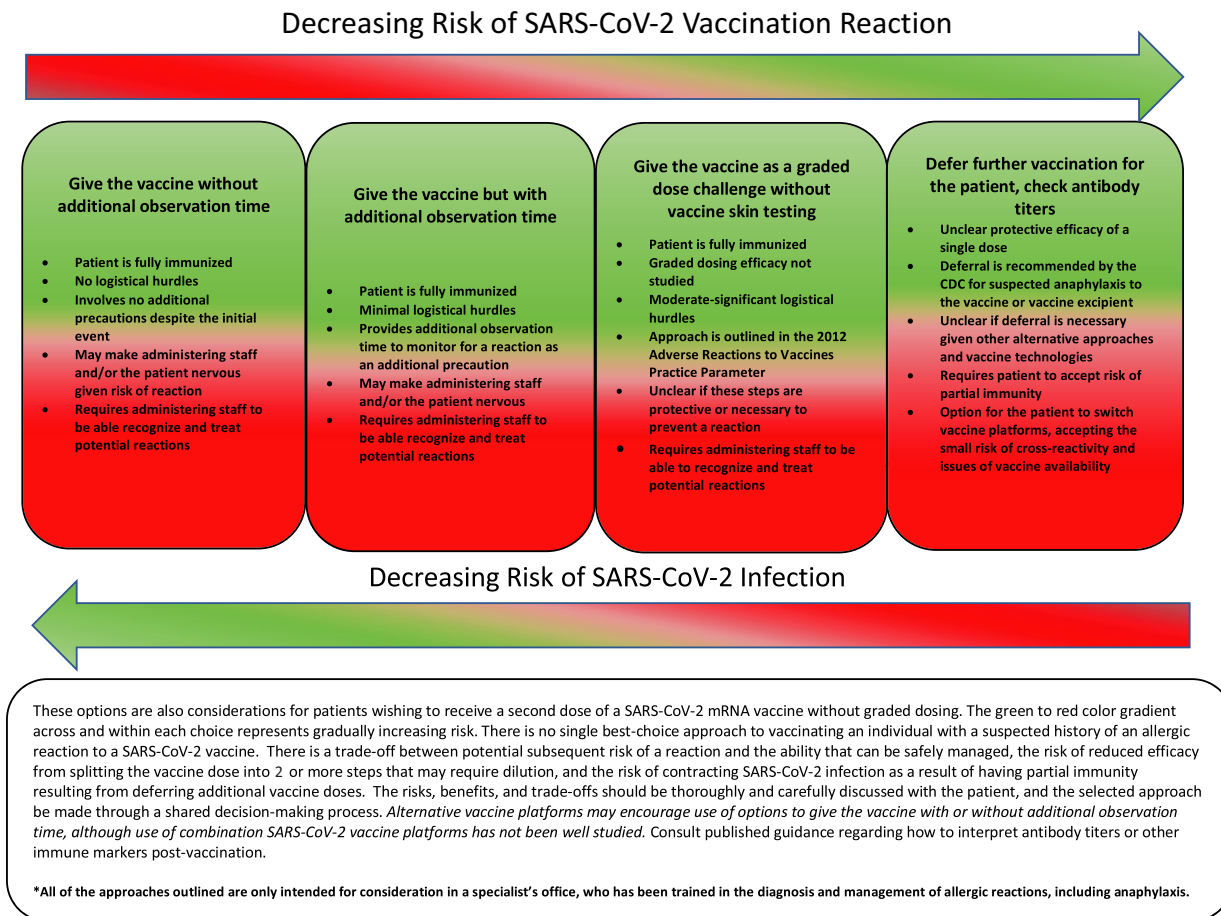 Decreasing Risk of SARS-CoV-2 Vaccination Reaction
Give the vaccine without
additional observation time
• Patient is fully immunized
• No logistical hurdles
• Involves no additional
precautions despite the initial
event
• May make administering staff
and/or the patient nervous
given risk of reaction
• Requires administering staff to
be able recognize and treat
potential reactions
Give the vaccine but with
additional observation time
• Patient is fully immunized
• Minimal logistical hurdles
• Provides additional observation
time to monitor for a reaction as
an additional precaution
• May make administering staff
and/or the patient nervous
• Requires administering staff to
be able recognize and treat
potential reactions
Give the vaccine as a graded
dose challenge without
vaccine skin testing
• Patient is fully immunized
• Graded dosing efficacy not
studied
• Moderate-significant logistical
hurdles
• Approach is outlined in the 2012
Adverse Reactions to Vaccines
Practice Parameter
• Unclear if these steps are
protective or necessary to
prevent a reaction
• Requires administering staff to be
able to recognize and treat
potential reactions
Defer further vaccination for
the patient, check antibody
titers
• Unclear protective efficacy of a
single dose
• Deferral is recommended by the
CDC for suspected anaphylaxis to
the vaccine or vaccine excipient
• Unclear if deferral is necessary
given other alternative approaches
and vaccine technologies
• Requires patient to accept risk of
partial immunity
• Option for the patient to switch
vaccine platforms, accepting the
small risk of cross-reactivity and
issues of vaccine availability
Decreasing Risk of SARS-CoV-2 Infection
These options are also considerations for patients wishing to receive a second dose of a SARS-CoV-2 mRNA vaccine without graded dosing. The green to red color gradient
across and within each choice represents gradually increasing risk. There is no single best-choice approach to vaccinating an individual with a suspected history of an allergic
reaction to a SARS-CoV-2 vaccine. There is a trade-off between potential subsequent risk of a reaction and the ability that can be safely managed, the risk of reduced efficacy
from splitting the vaccine dose into 2 or more steps that may require dilution, and the risk of contracting SARS-CoV-2 infection as a result of having partial immunity
resulting from deferring additional vaccine doses. The risks, benefits, and trade-offs should be thoroughly and carefully discussed with the patient, and the selected approach
be made through a shared decision-making process. Alternative vaccine platforms may encourage use of options to give the vaccine with or without additional observation
time, although use of combination SARS-CoV-2 vaccine platforms has not been well studied. Consult published guidance regarding how to interpret antibody titers or other
immune markers post-vaccination.
*All of the approaches outlined are only intended for consideration in a specialist's office, who has been trained in the diagnosis and management of allergic reactions, including anaphylaxis.